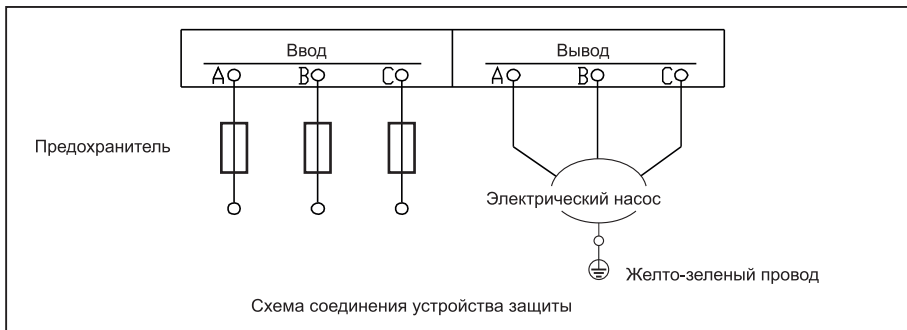 Ввод Вывод
A B C A B C
Предохранитель
Электрический насос
Желто-зеленый провод
Схема соединения устройства защиты